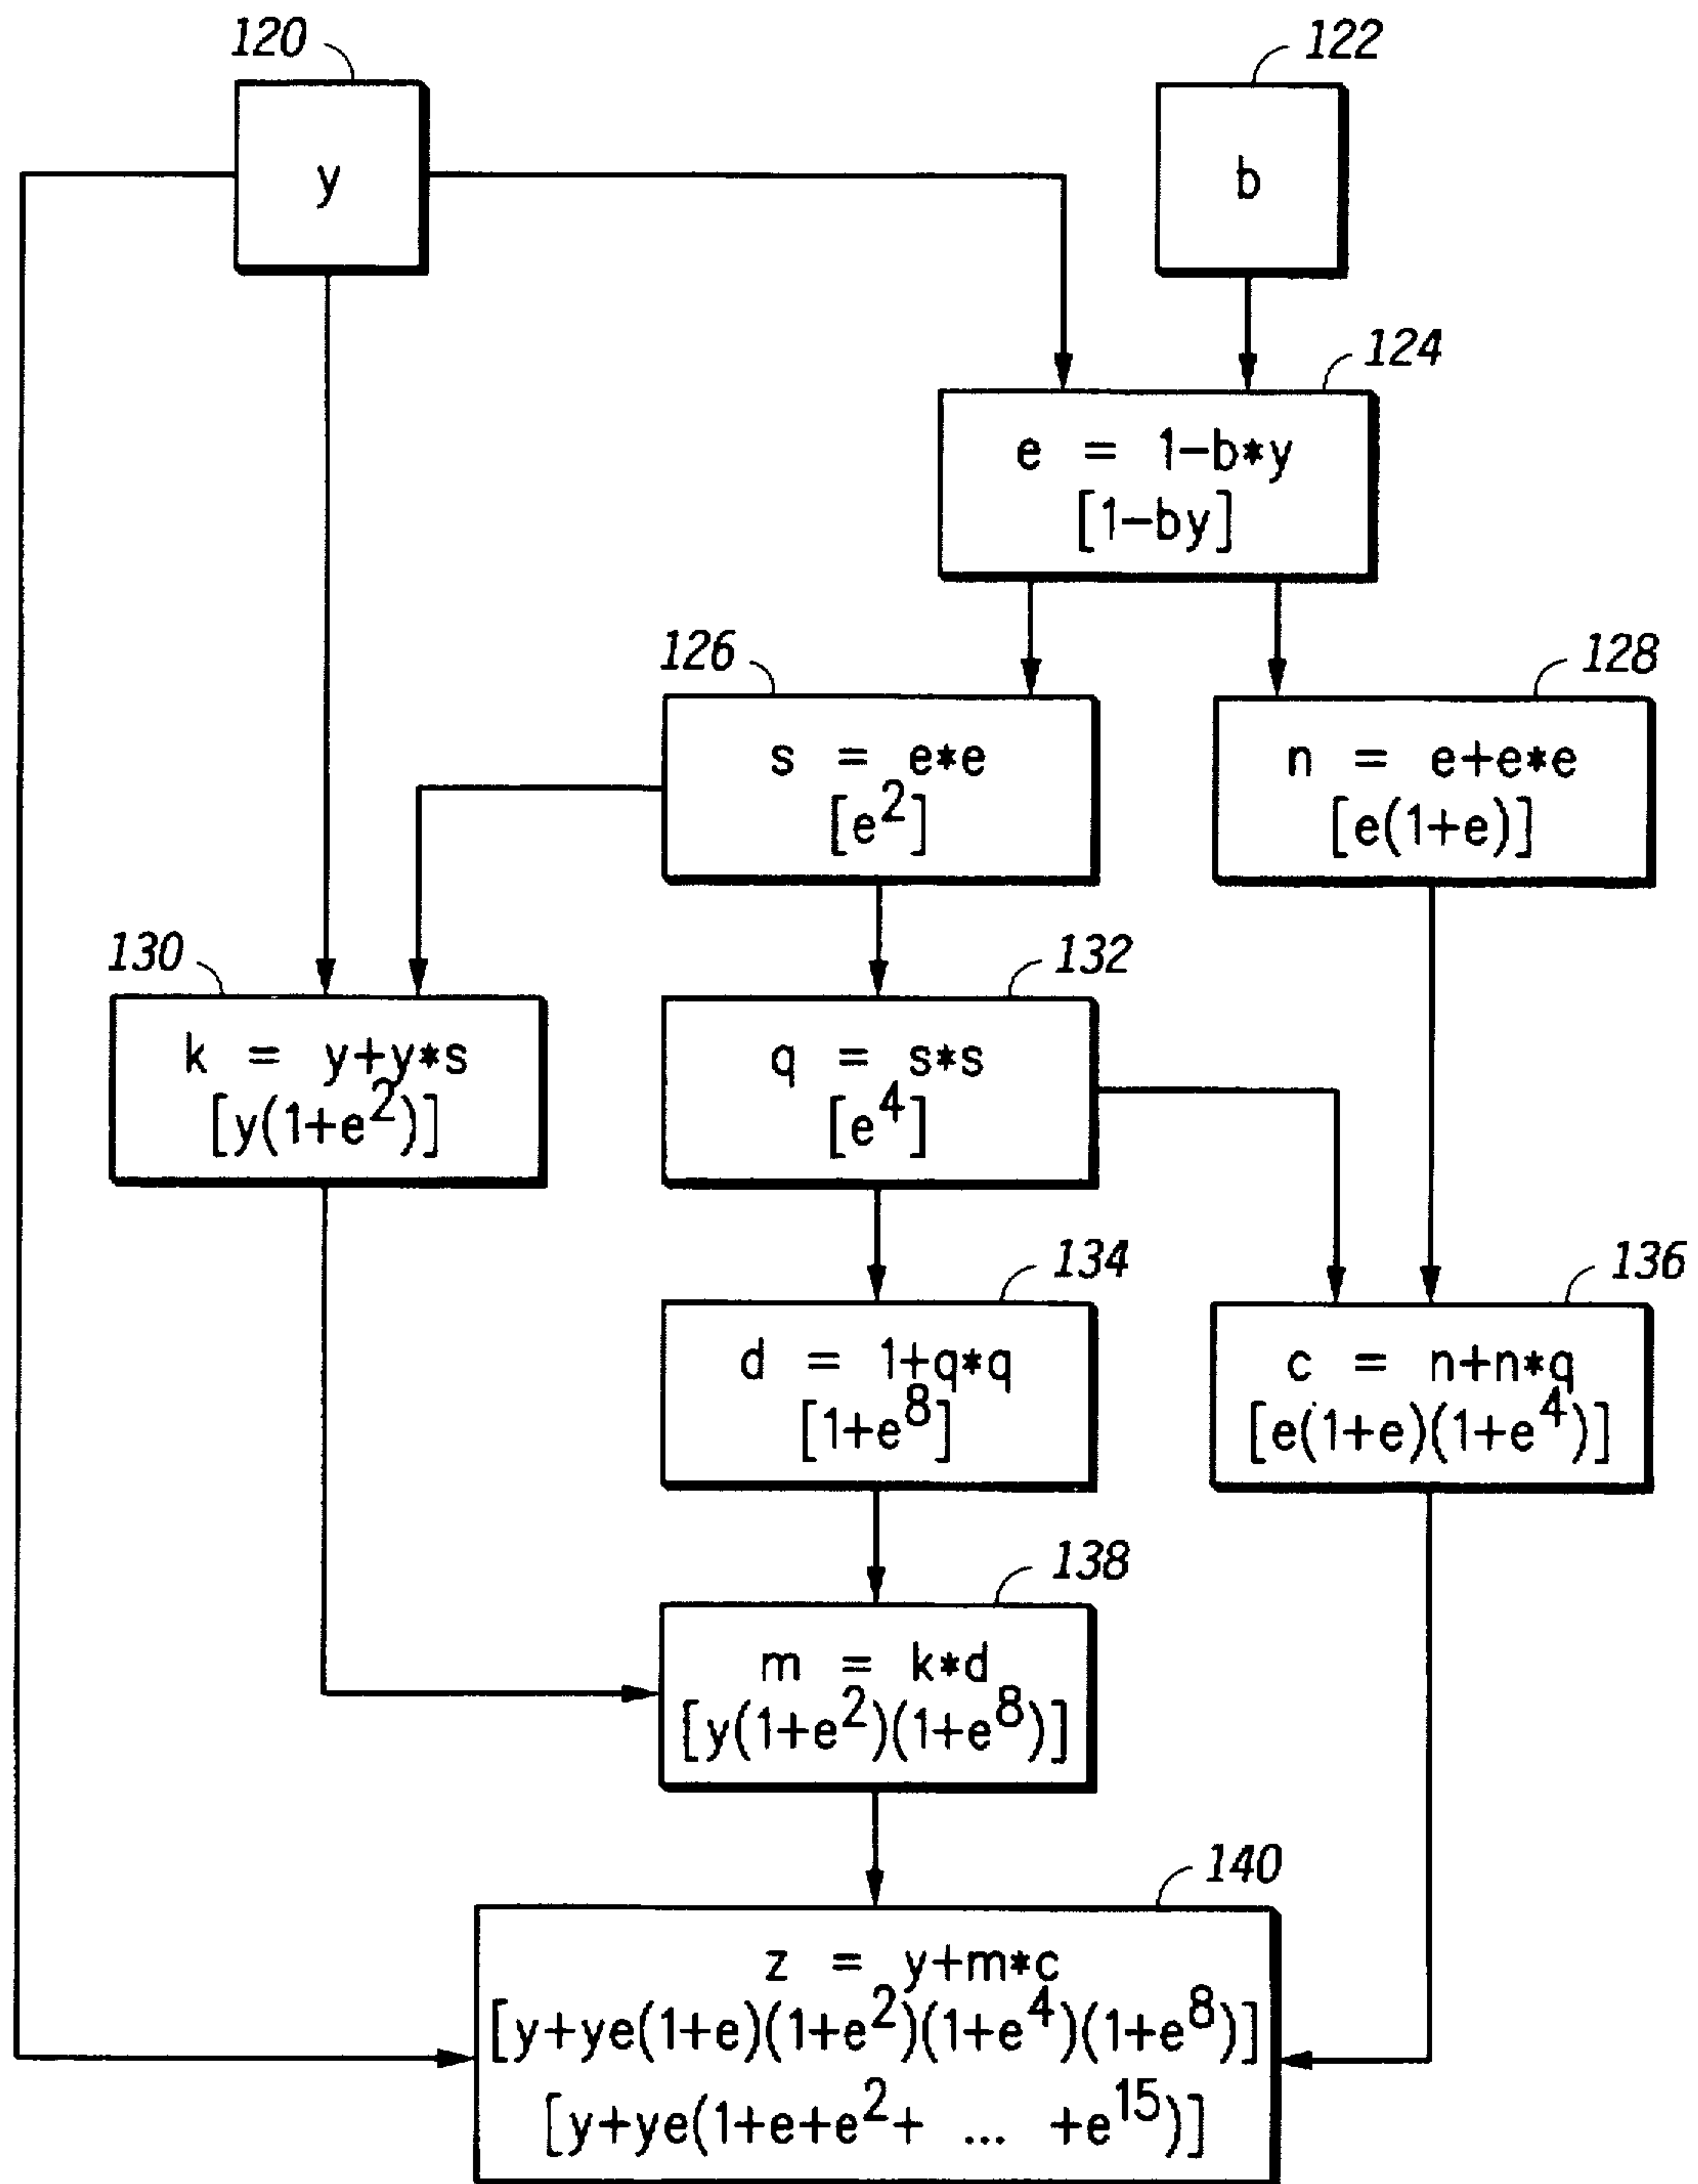 120
122
y
b
124
e = 1-b*y
[1-by]
126
128
s = e*e
[e²]
n = e+e*e
[e(1+e)]
130
132
k = y+y*s
[y(1+e²)]
q = s*s
[e⁴]
134
136
d = 1+q*q
[1+e⁸]
c = n+n*q
[e(1+e)(1+e⁴)]
138
m = k*d
[y(1+e²)(1+e⁸)]
140
z = y+m*c
[y+ye(1+e)(1+e²)(1+e⁴)(1+e⁸)]
[y+ye(1+e+e²+ ... +e¹⁵)]